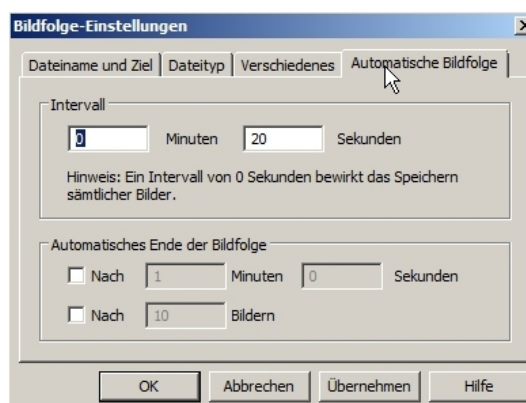 Bildfolge-Einstellungen
Dateiname und Ziel Dateityp Verschiedenes Automatische Bildfolge
Intervall
0 Minuten 20 Sekunden
Hinweis: Ein Intervall von 0 Sekunden bewirkt das Speichern
sämtlicher Bilder.
Automatisches Ende der Bildfolge
Nach 1 Minuten 0 Sekunden
Nach 10 Bildern
OK Abbrechen Übernehmen Hilfe